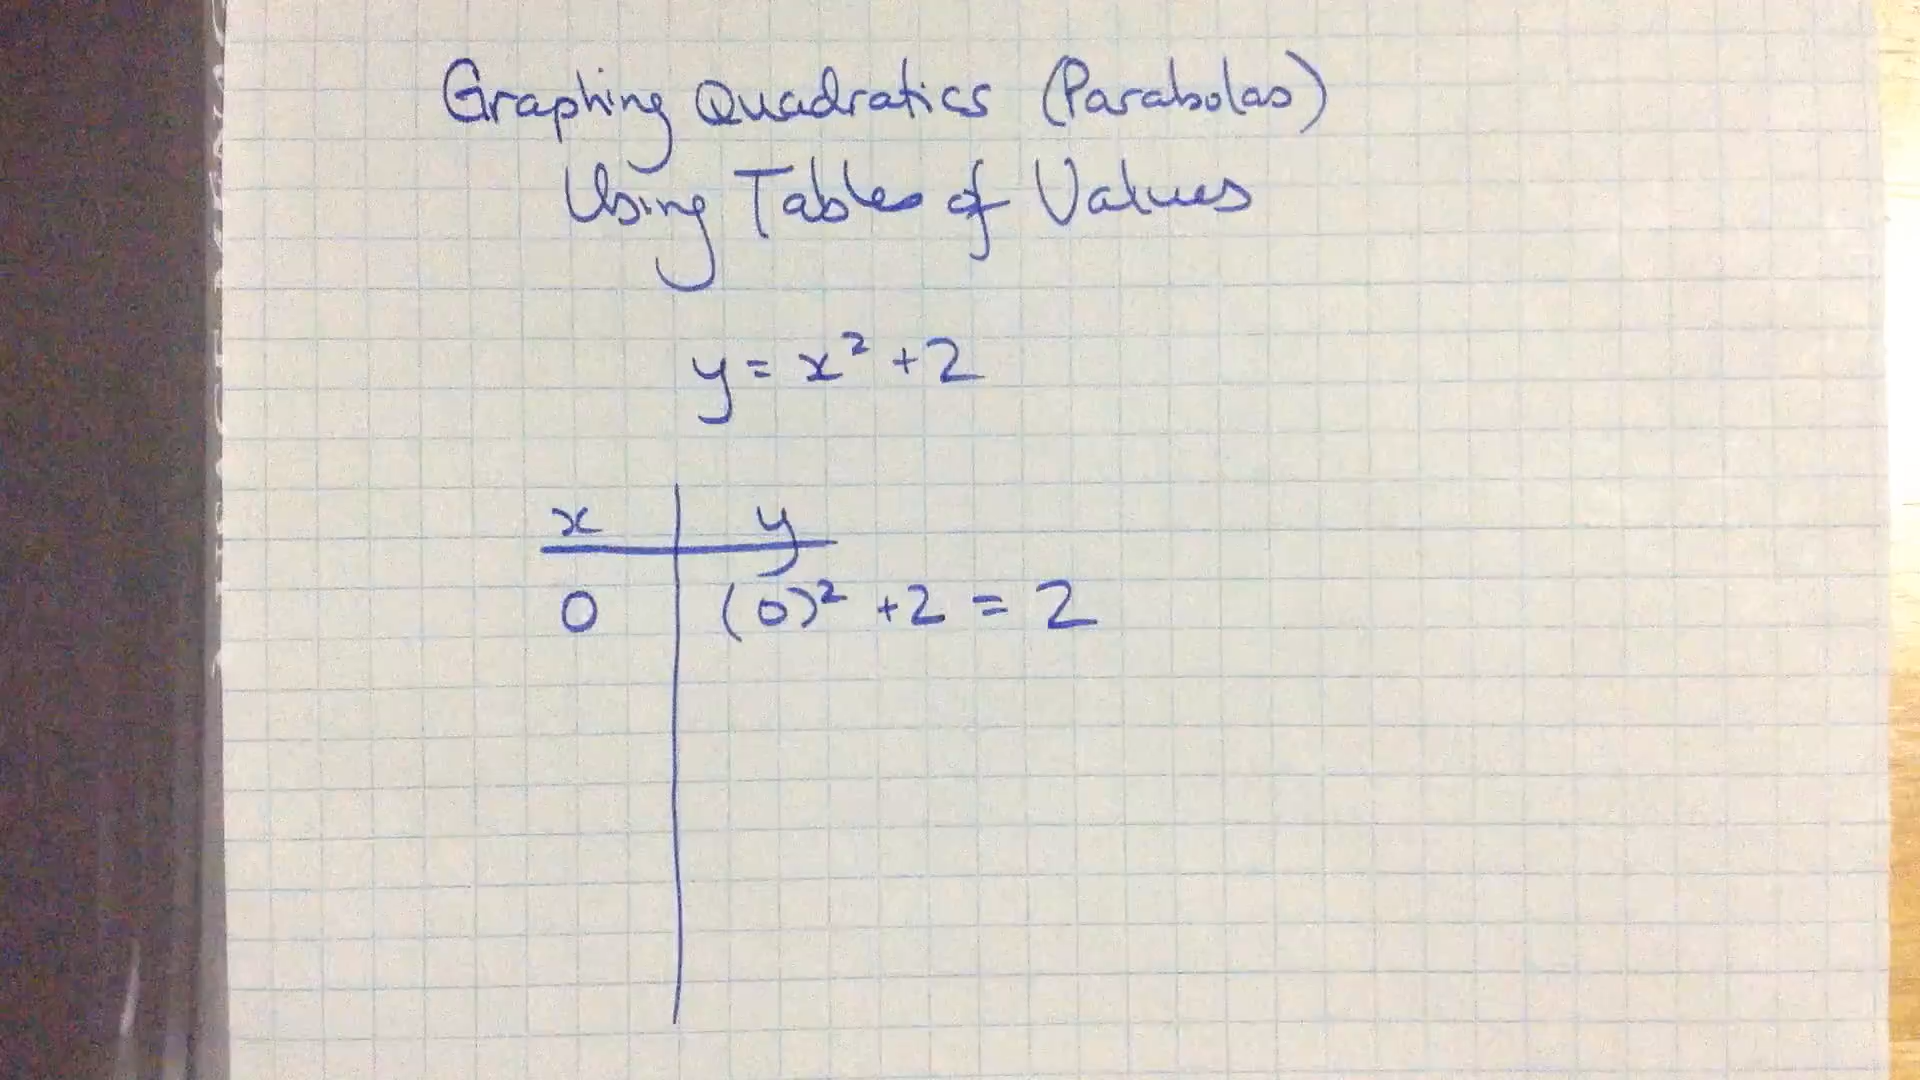 Graphing Quadratics (Parabolas)
Using Tables of Values
y = x² + 2
x y
0 (0)² + 2 = 2